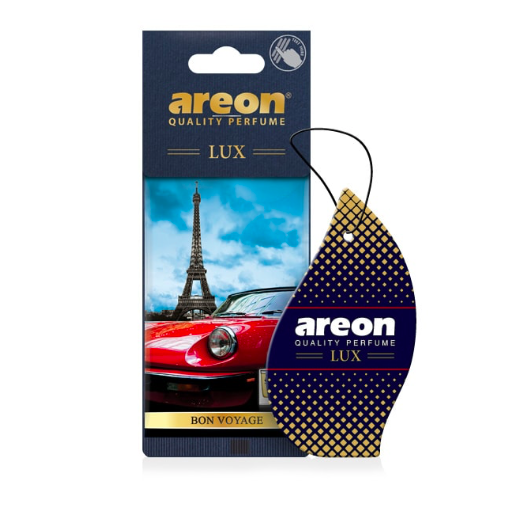 areon®
QUALITY PERFUME
LUX
BON VOYAGE
areon
QUALITY PERFUME
LUX